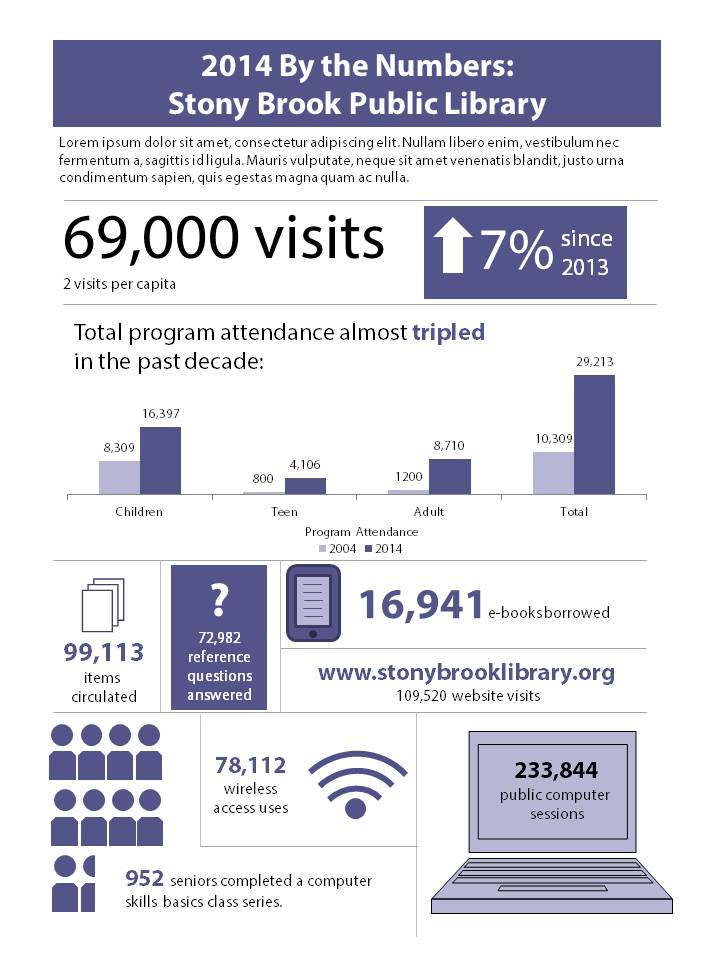 2014 By the Numbers:
Stony Brook Public Library
Lorem ipsum dolor sit amet, consectetur adipiscing elit. Nullam libero enim, vestibulum nec
fermentum a, sagittis id ligula. Mauris vulputate, neque sit amet venenatis blandit, justo urna
condimentum sapien, quis egestas magna quam ac nulla.
69,000 visits
2 visits per capita
7% since
2013
Total program attendance almost tripled
in the past decade:
29,213
16,397
8,309
800
4,106
1200
8,710
10,309
Children
Teen
Adult
Total
Program Attendance
2004 2014
99,113
items
circulated
?
72,982
reference
questions
answered
16,941 e-books borrowed
www.stonybrooklibrary.org
109,520 website visits
78,112
wireless
access uses
233,844
public computer
sessions
952 seniors completed a computer
skills basics class series.